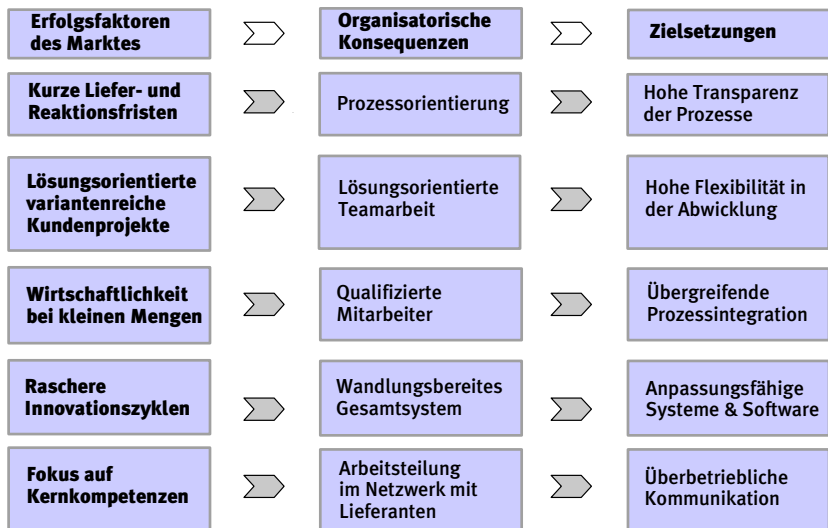 Erfolgsfaktoren
des Marktes
Organisatorische
Konsequenzen
Zielsetzungen
Kurze Liefer- und
Reaktionsfristen
Prozessorientierung
Hohe Transparenz
der Prozesse
Lösungsorientierte
variantenreiche
Kundenprojekte
Lösungsorientierte
Teamarbeit
Hohe Flexibilität in
der Abwicklung
Wirtschaftlichkeit
bei kleinen Mengen
Qualifizierte
Mitarbeiter
Übergreifende
Prozessintegration
Raschere
Innovationszyklen
Wandlungsbereites
Gesamtsystem
Anpassungsfähige
Systeme & Software
Fokus auf
Kernkompetenzen
Arbeitsteilung
im Netzwerk mit
Lieferanten
Überbetriebliche
Kommunikation